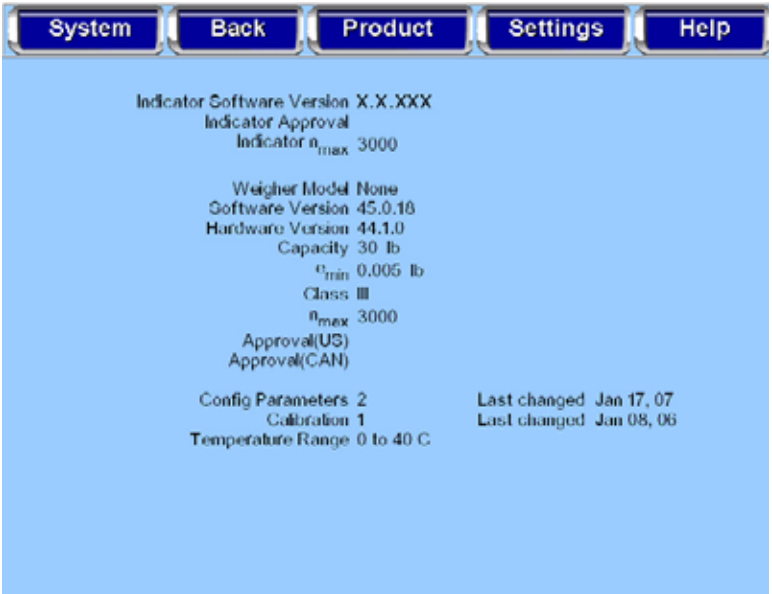 System Back Product Settings Help
Indicator Software Version X.X.XXX
Indicator Approval
Indicator nmax 3000
Weigher Model None
Software Version 45.0.18
Hardware Version 44.1.0
Capacity 30 lb
emin 0.005 lb
Class III
nmax 3000
Approval(US)
Approval(CAN)
Config Parameters 2 Last changed Jan 17, 07
Calibration 1 Last changed Jan 08, 06
Temperature Range 0 to 40 C